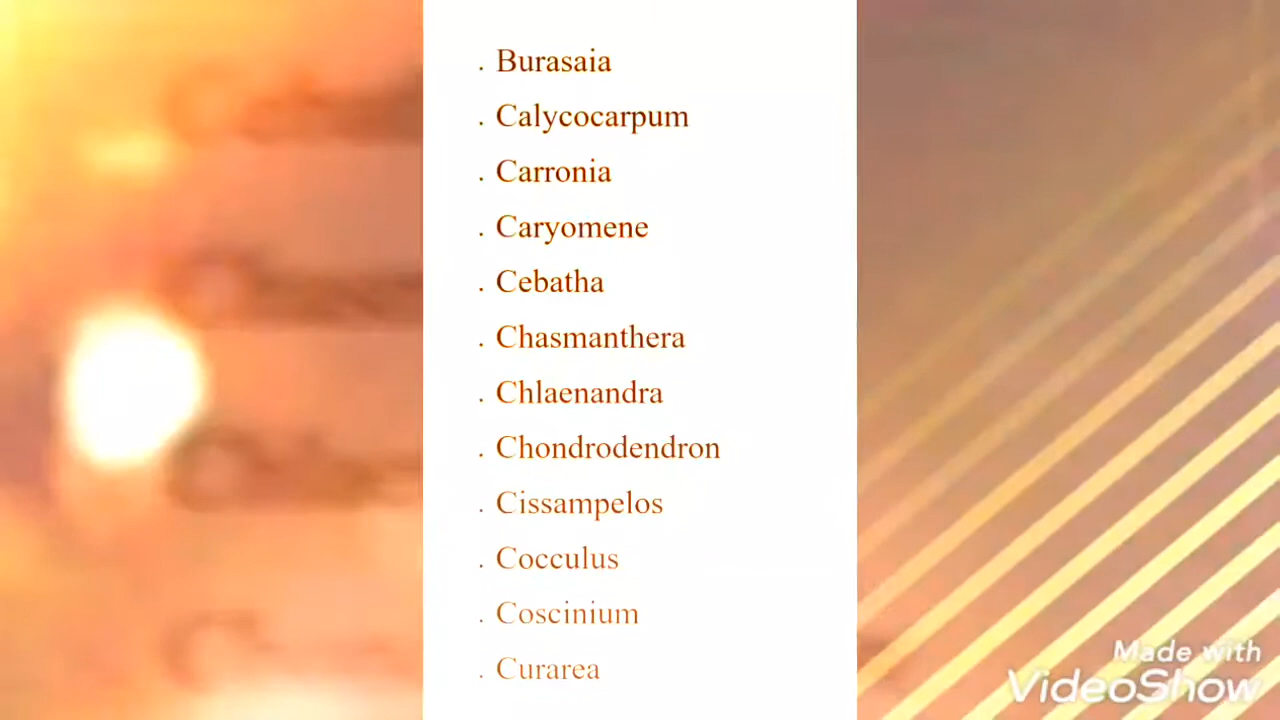 . Burasaia
. Calycocarpum
. Carronia
. Caryomene
. Cebatha
. Chasmanthera
. Chlaenandra
. Chondrodendron
. Cissampelos
. Cocculus
. Coscinium
. Curarea
Made with
VideoShow